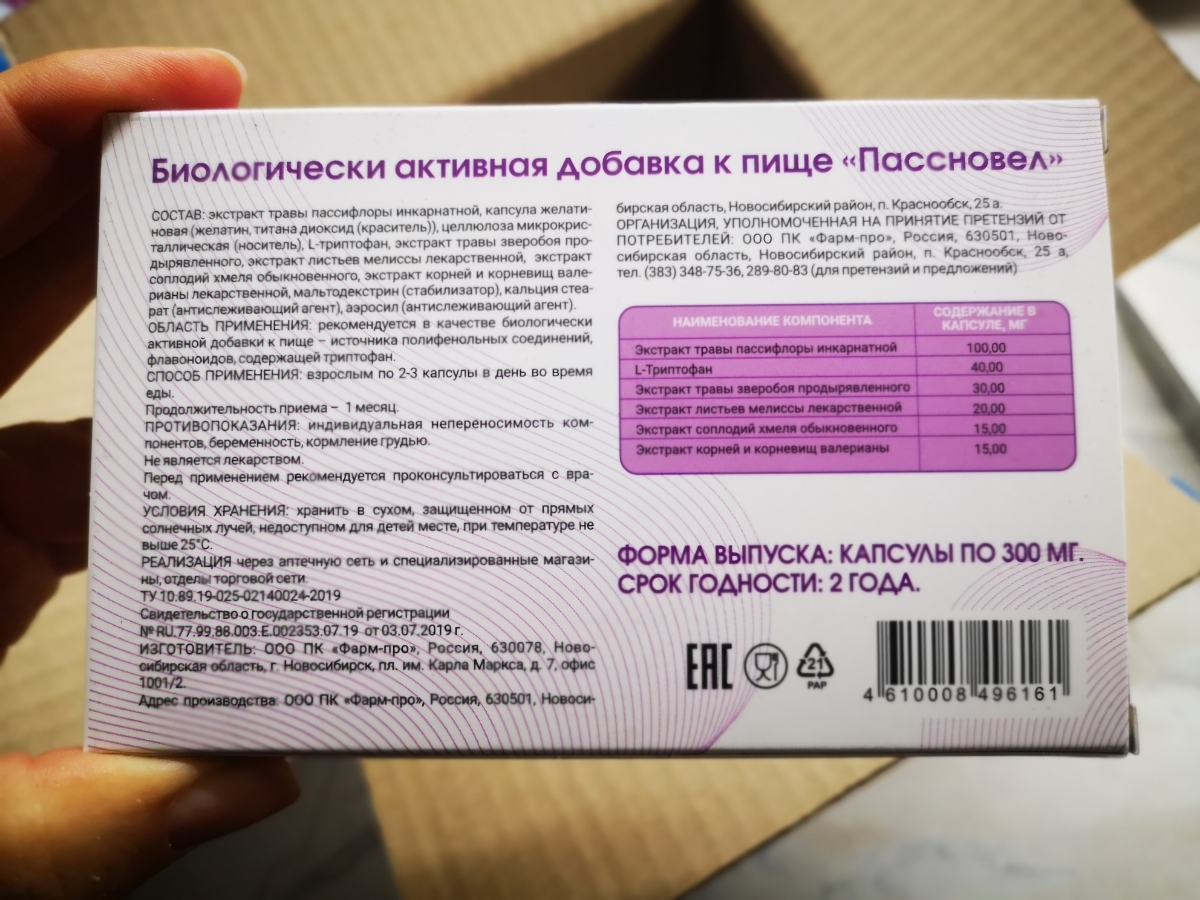 Биологически активная добавка к пище «Пассновел»
СОСТАВ: экстракт травы пассифлоры инкарнатной, капсула желати-
новая (желатин, титана диоксид (краситель)), целлюлоза микрокрис-
таллическая (носитель), L-триптофан, экстракт травы зверобоя про-
дырявленного, экстракт листьев мелиссы лекарственной, экстракт
соплодий хмеля обыкновенного, экстракт корней и корневищ вале-
рианы лекарственной, мальтодекстрин (стабилизатор), кальция стеа-
рат (антислеживающий агент), аэросил (антислеживающий агент).
ОБЛАСТЬ ПРИМЕНЕНИЯ: рекомендуется в качестве биологически
активной добавки к пище – источника полифенольных соединений,
флавоноидов, содержащей триптофан.
СПОСОБ ПРИМЕНЕНИЯ: взрослым по 2-3 капсулы в день во время
еды.
Продолжительность приема – 1 месяц.
ПРОТИВОПОКАЗАНИЯ: индивидуальная непереносимость ком-
понентов, беременность, кормление грудью.
Не является лекарством.
Перед применением рекомендуется проконсультироваться с вра-
чом.
УСЛОВИЯ ХРАНЕНИЯ: хранить в сухом, защищенном от прямых
солнечных лучей, недоступном для детей месте, при температуре не
выше 25°С.
РЕАЛИЗАЦИЯ через аптечную сеть и специализированные магази-
ны, отделы торговой сети.
ТУ 10.89.19-025-02140024-2019
Свидетельство о государственной регистрации
№ RU.77.99.88.003.Е.002353.07.19 от 03.07.2019 г.
ИЗГОТОВИТЕЛЬ: ООО ПК «Фарм-про», Россия, 630078, Ново-
сибирская область, г. Новосибирск, пл. им. Карла Маркса, д. 7, офис
1001/2.
Адрес производства: ООО ПК «Фарм-про», Россия, 630501, Новоси-
бирская область, Новосибирский район, п. Краснообск, 25 а.
ОРГАНИЗАЦИЯ, УПОЛНОМОЧЕННАЯ НА ПРИНЯТИЕ ПРЕТЕНЗИЙ ОТ
ПОТРЕБИТЕЛЕЙ: ООО ПК «Фарм-про», Россия, 630501, Ново-
сибирская область, Новосибирский район, п. Краснообск, 25 а,
тел. (383) 348-75-36, 289-80-83 (для претензий и предложений)
НАИМЕНОВАНИЕ КОМПОНЕНТА СОДЕРЖАНИЕ В
КАПСУЛЕ, МГ
Экстракт травы пассифлоры инкарнатной 100,00
L-Триптофан 40,00
Экстракт травы зверобоя продырявленного 30,00
Экстракт листьев мелиссы лекарственной 20,00
Экстракт соплодий хмеля обыкновенного 15,00
Экстракт корней и корневищ валерианы 15,00
ФОРМА ВЫПУСКА: КАПСУЛЫ ПО 300 МГ.
СРОК ГОДНОСТИ: 2 ГОДА.
ЕАС
21
PAP
4 610008 496161